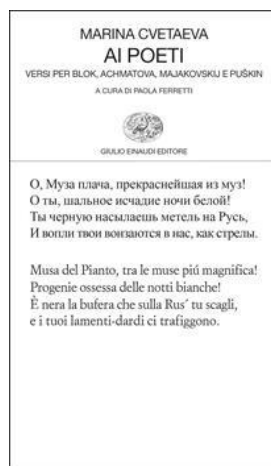 MARINA CVETAEVA
AI POETI
VERSI PER BLOK, ACHMATOVA, MAJAKOVSKIJ E PUŠKIN
A CURA DI PAOLA FERRETTI
GIULIO EINAUDI EDITORE
О, Муза плача, прекраснейшая из муз!
О ты, шальное исчадие ночи белой!
Ты черную насылаешь метель на Русь,
И вопли твои вонзаются в нас, как стрелы.
Musa del Pianto, tra le muse piú magnifica!
Progenie ossessa delle notti bianche!
È nera la bufera che sulla Rus´ tu scagli,
e i tuoi lamenti-dardi ci trafiggono.